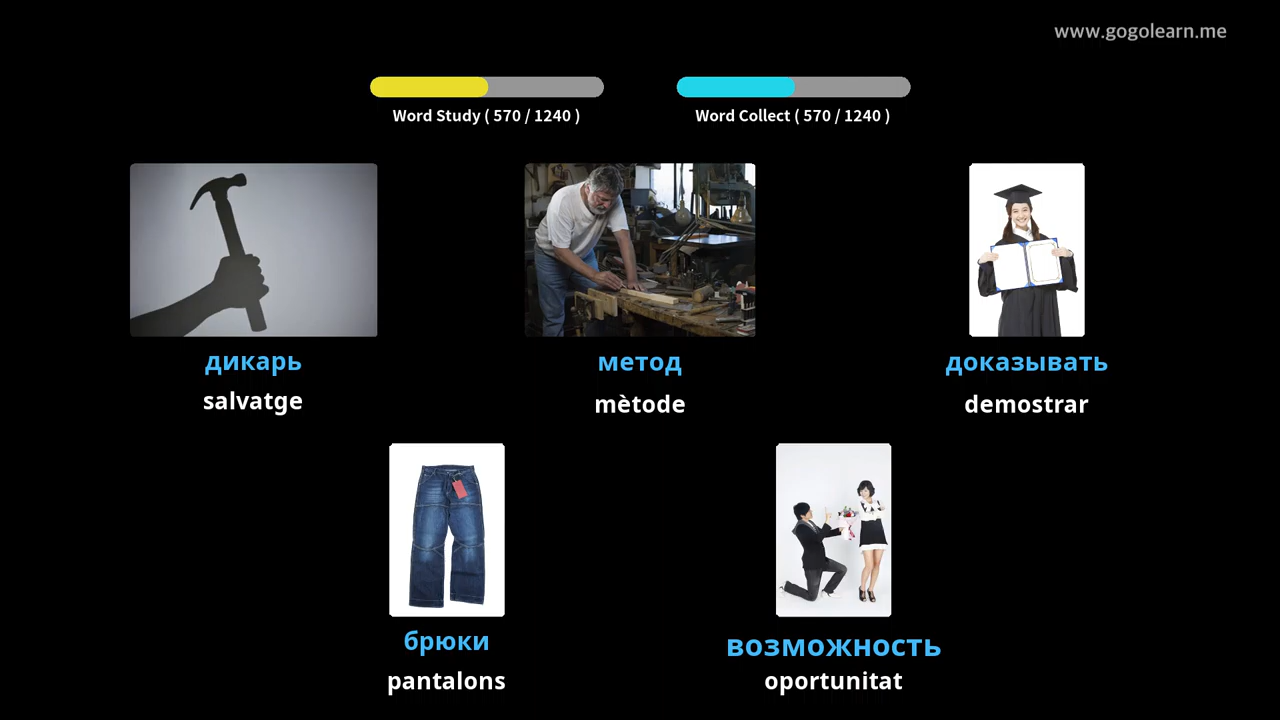 www.gogolearn.me
Word Study ( 570 / 1240 )
Word Collect ( 570 / 1240 )
дикарь
salvatge
метод
mètode
доказывать
demostrar
брюки
pantalons
возможность
oportunitat